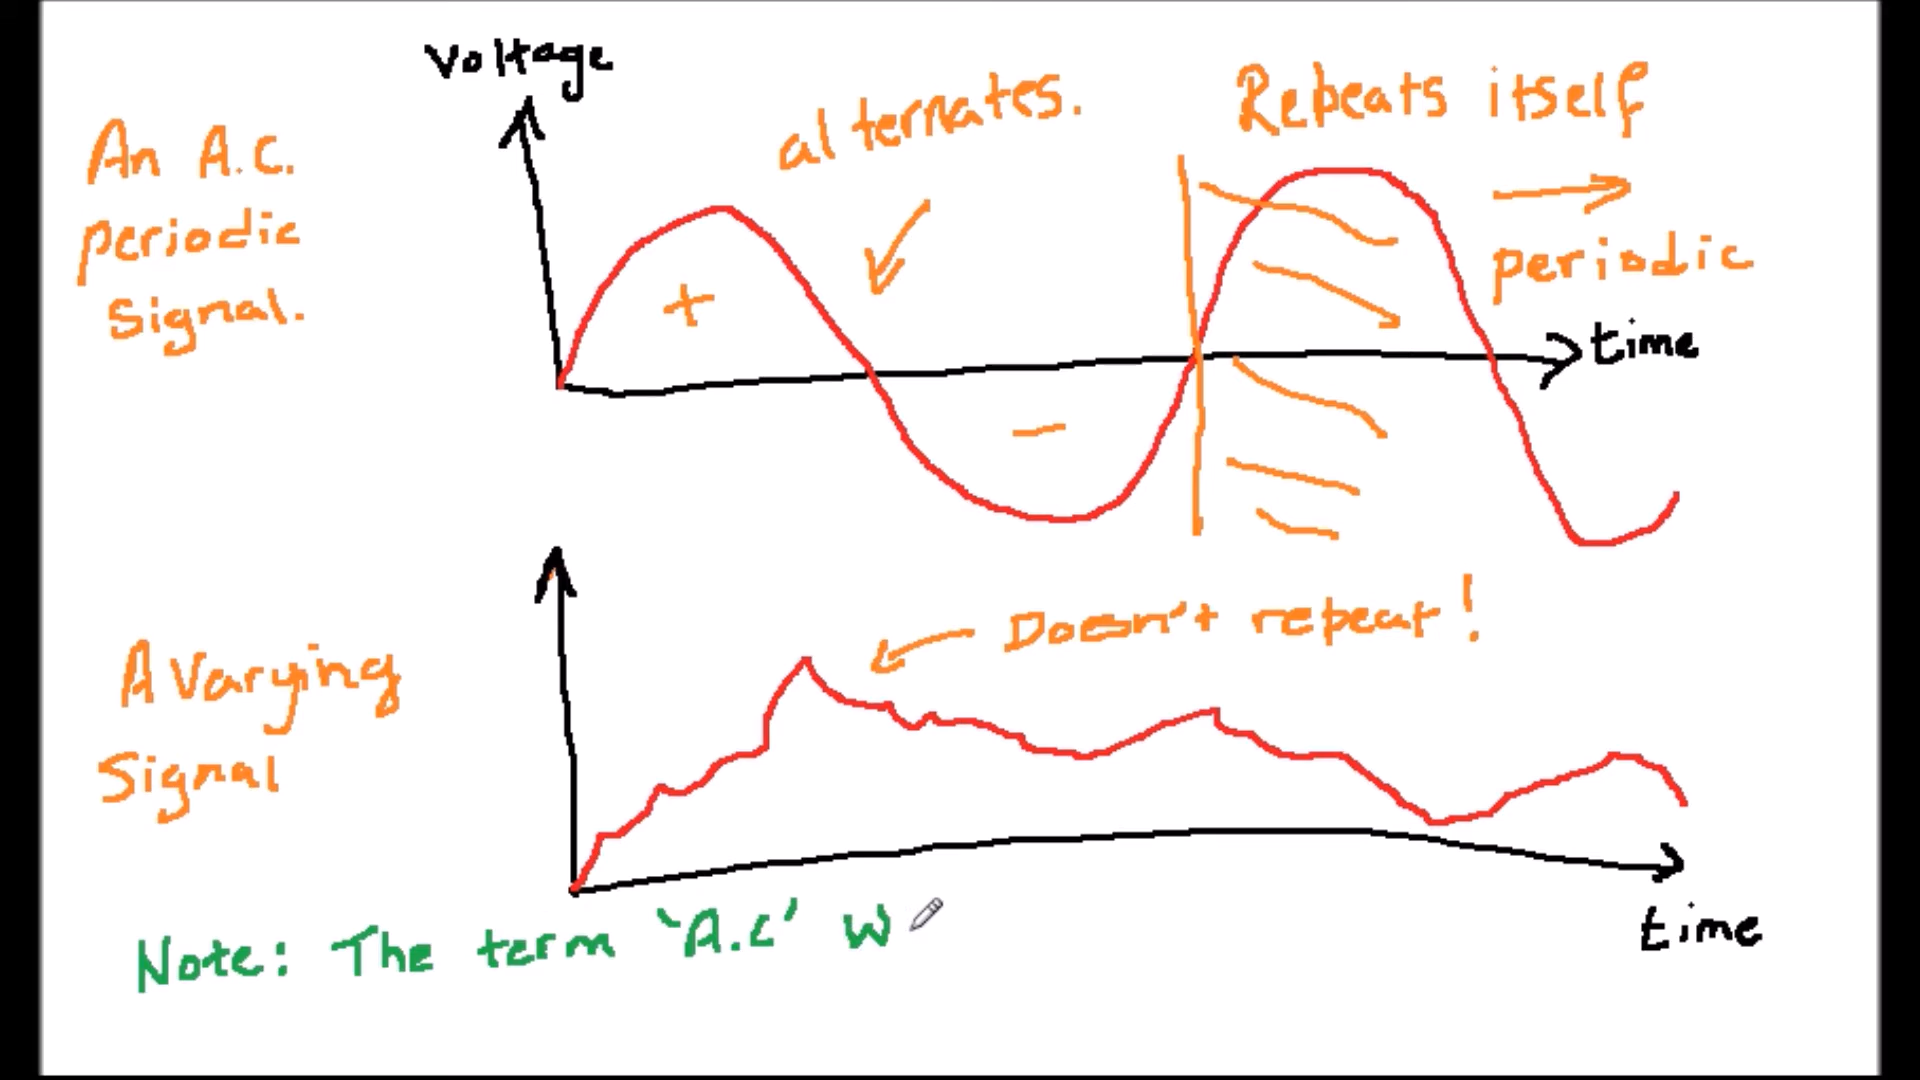 Voltage
An A.C.
periodic
signal.
alternates.
Repeats itself
periodic
+
time
-
A Varying
Signal
Doesn't repeat!
time
Note: The term 'A.C' W